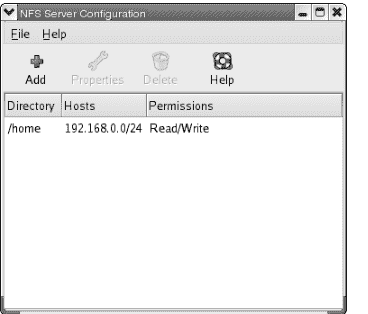 NFS Server Configuration
File Help
Add Properties Delete Help
Directory Hosts Permissions
/home 192.168.0.0/24 Read/Write